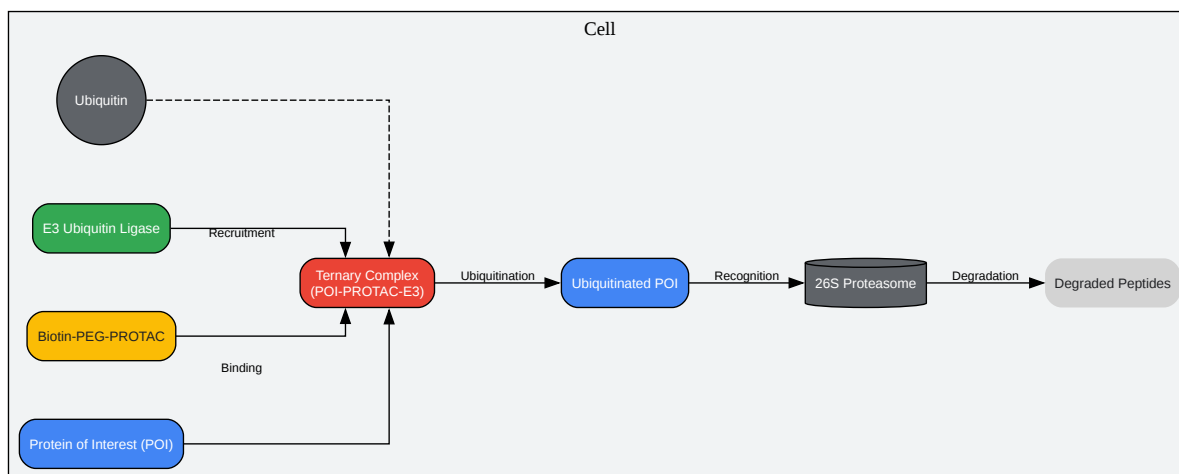 Cell
Ubiquitin
E3 Ubiquitin Ligase
Recruitment
Ternary Complex
(POI-PROTAC-E3)
Ubiquitination
Ubiquitinated POI
Recognition
26S Proteasome
Degradation
Degraded Peptides
Biotin-PEG-PROTAC
Binding
Protein of Interest (POI)